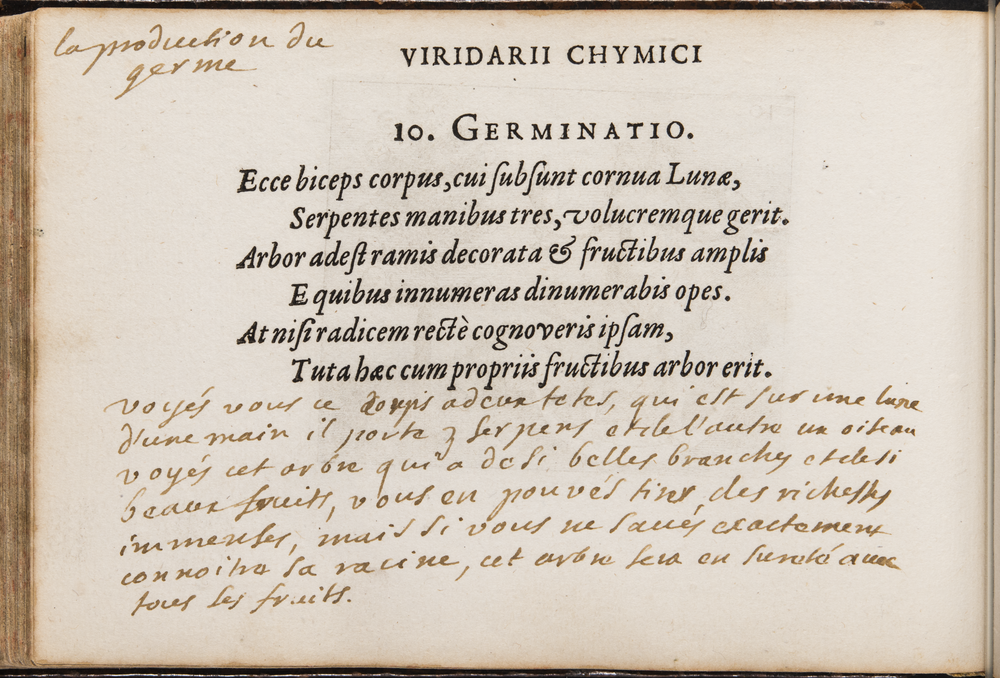 la production du
germe
VIRIDARII CHYMICI
10. GERMINATIO.
Ecce biceps corpus, cui ſubſunt cornua Lunæ,
Serpentes manibus tres, volucremque gerit.
Arbor adeſt ramis decorata & fructibus amplis
E quibus innumeras dinumerabis opes.
At niſi radicem rectè cognoveris ipſam,
Tuta hæc cum propriis fructibus arbor erit.
voyés vous ce corps a deux tetes, qui est sur une lune
d'une main il porte 3 serpens et de l'autre un oiseau
voyés cet arbre qui a de si belles branches et de si
beaux fruits, vous en pouvés tirer des richesses
immenses, mais si vous ne savés exactement
connoitre sa racine, cet arbre sera en sureté avec
tous ses fruits.